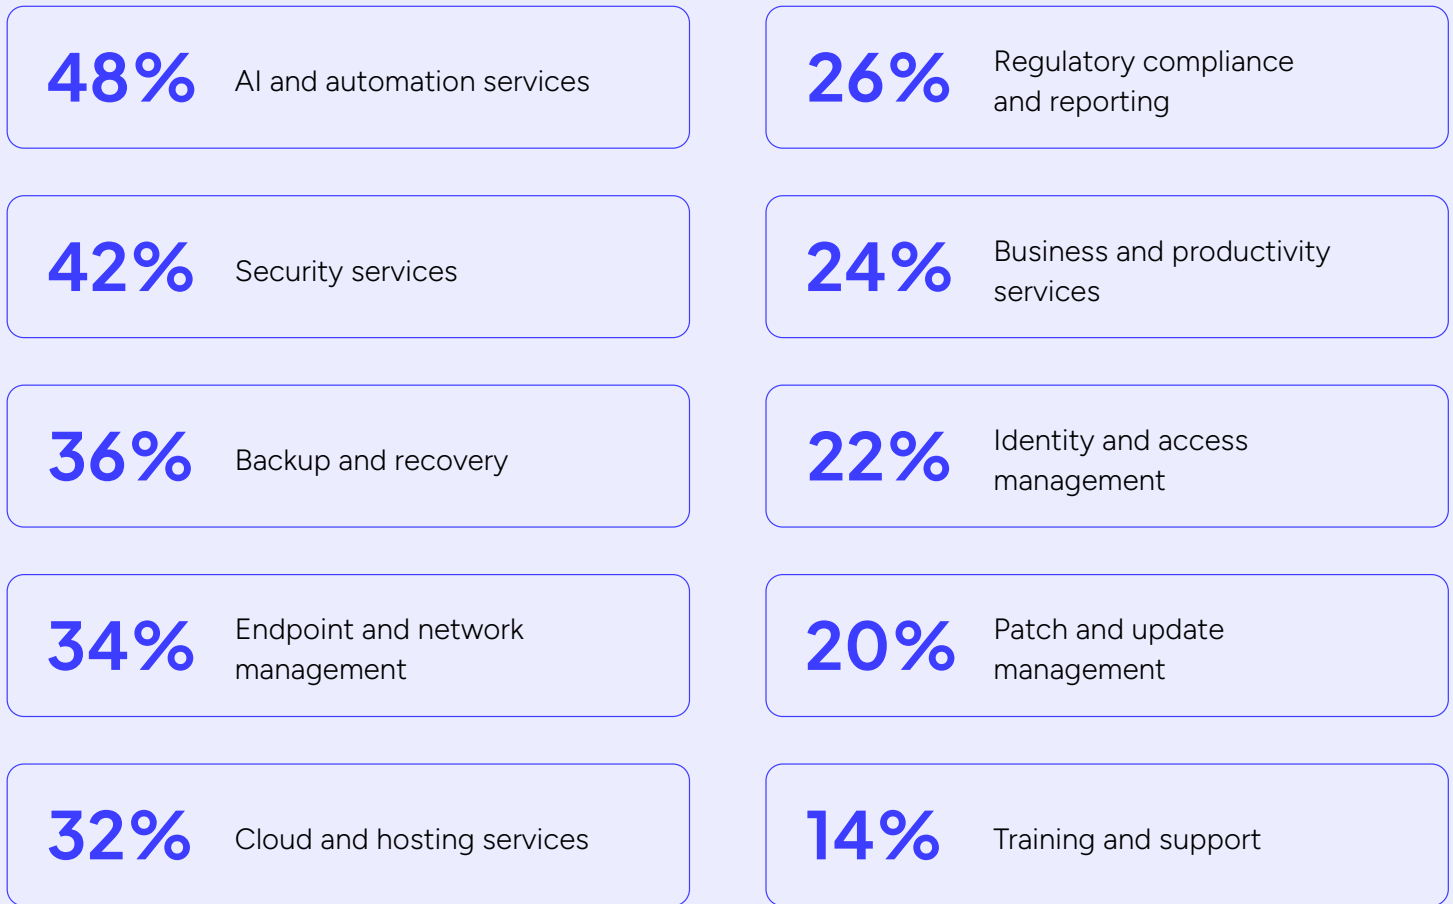 48% AI and automation services
42% Security services
36% Backup and recovery
34% Endpoint and network
management
32% Cloud and hosting services
26% Regulatory compliance
and reporting
24% Business and productivity
services
22% Identity and access
management
20% Patch and update
management
14% Training and support